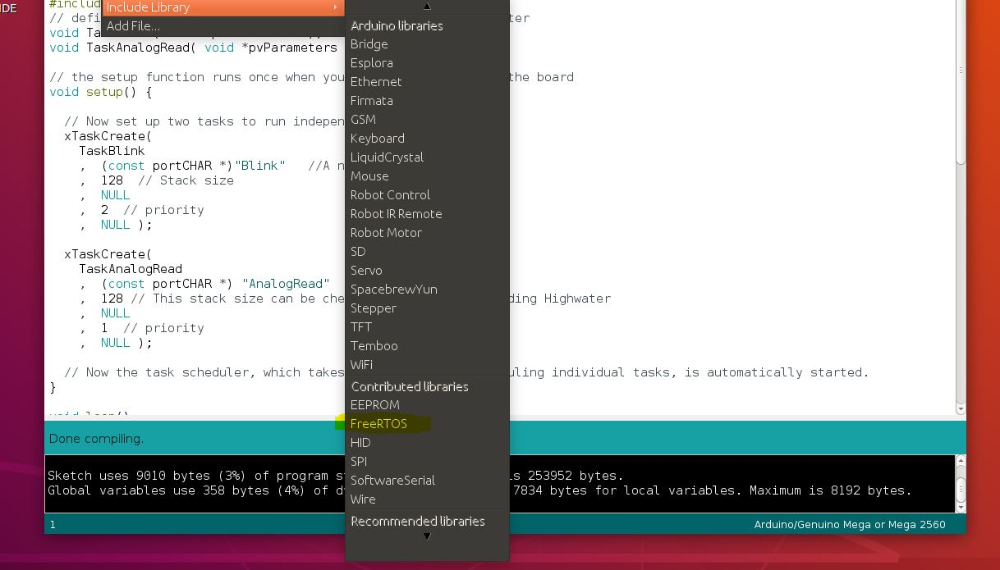 IDE
#includ
Include Library
// defi
ter
void Ta
Add File...
void TaskAnalogRead( void *pvParameters
// the setup function runs once when you
the board
void setup() {
// Now set up two tasks to run indepen
xTaskCreate(
TaskBlink
, (const portCHAR *)"Blink" //A n
, 128 // Stack size
, NULL
, 2 // priority
, NULL );
xTaskCreate(
TaskAnalogRead
, (const portCHAR *) "AnalogRead"
, 128 // This stack size can be che
ding Highwater
, NULL
, 1 // priority
, NULL );
// Now the task scheduler, which takes
uling individual tasks, is automatically started.
}
Arduino libraries
Bridge
Esplora
Ethernet
Firmata
GSM
Keyboard
LiquidCrystal
Mouse
Robot Control
Robot IR Remote
Robot Motor
SD
Servo
SpacebrewYun
Stepper
TFT
Temboo
WiFi
Contributed libraries
EEPROM
FreeRTOS
HID
SPI
SoftwareSerial
Wire
Recommended libraries
Done compiling.
Sketch uses 9010 bytes (3%) of program s
is 253952 bytes.
Global variables use 358 bytes (4%) of d
7834 bytes for local variables. Maximum is 8192 bytes.
1
Arduino/Genuino Mega or Mega 2560